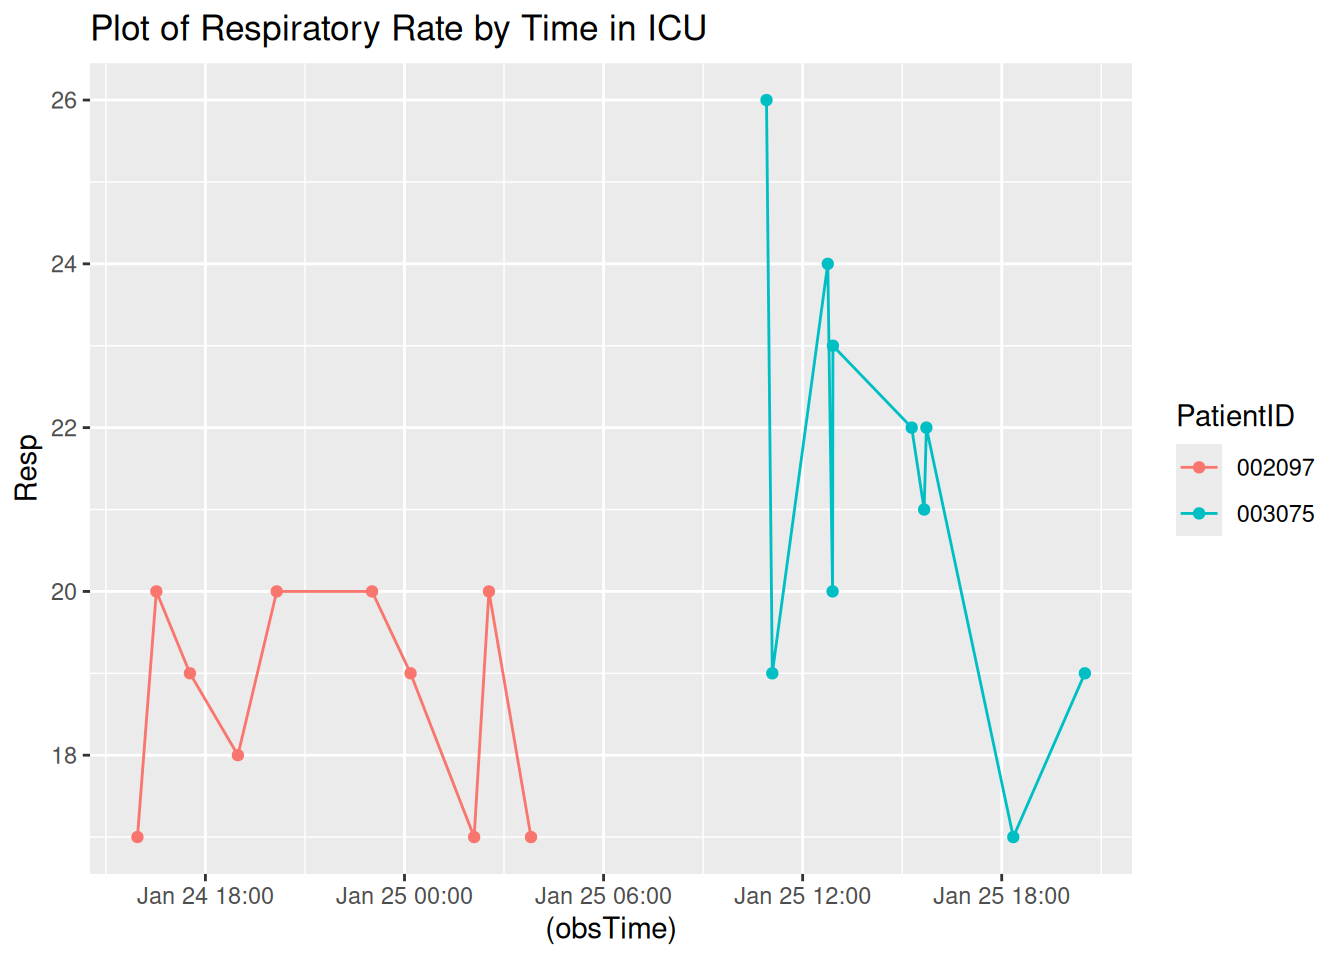 Plot of Respiratory Rate by Time in ICU
26
24
22
20
18
Resp
Jan 24 18:00 Jan 25 00:00 Jan 25 06:00 Jan 25 12:00 Jan 25 18:00
(obsTime)
PatientID
002097
003075